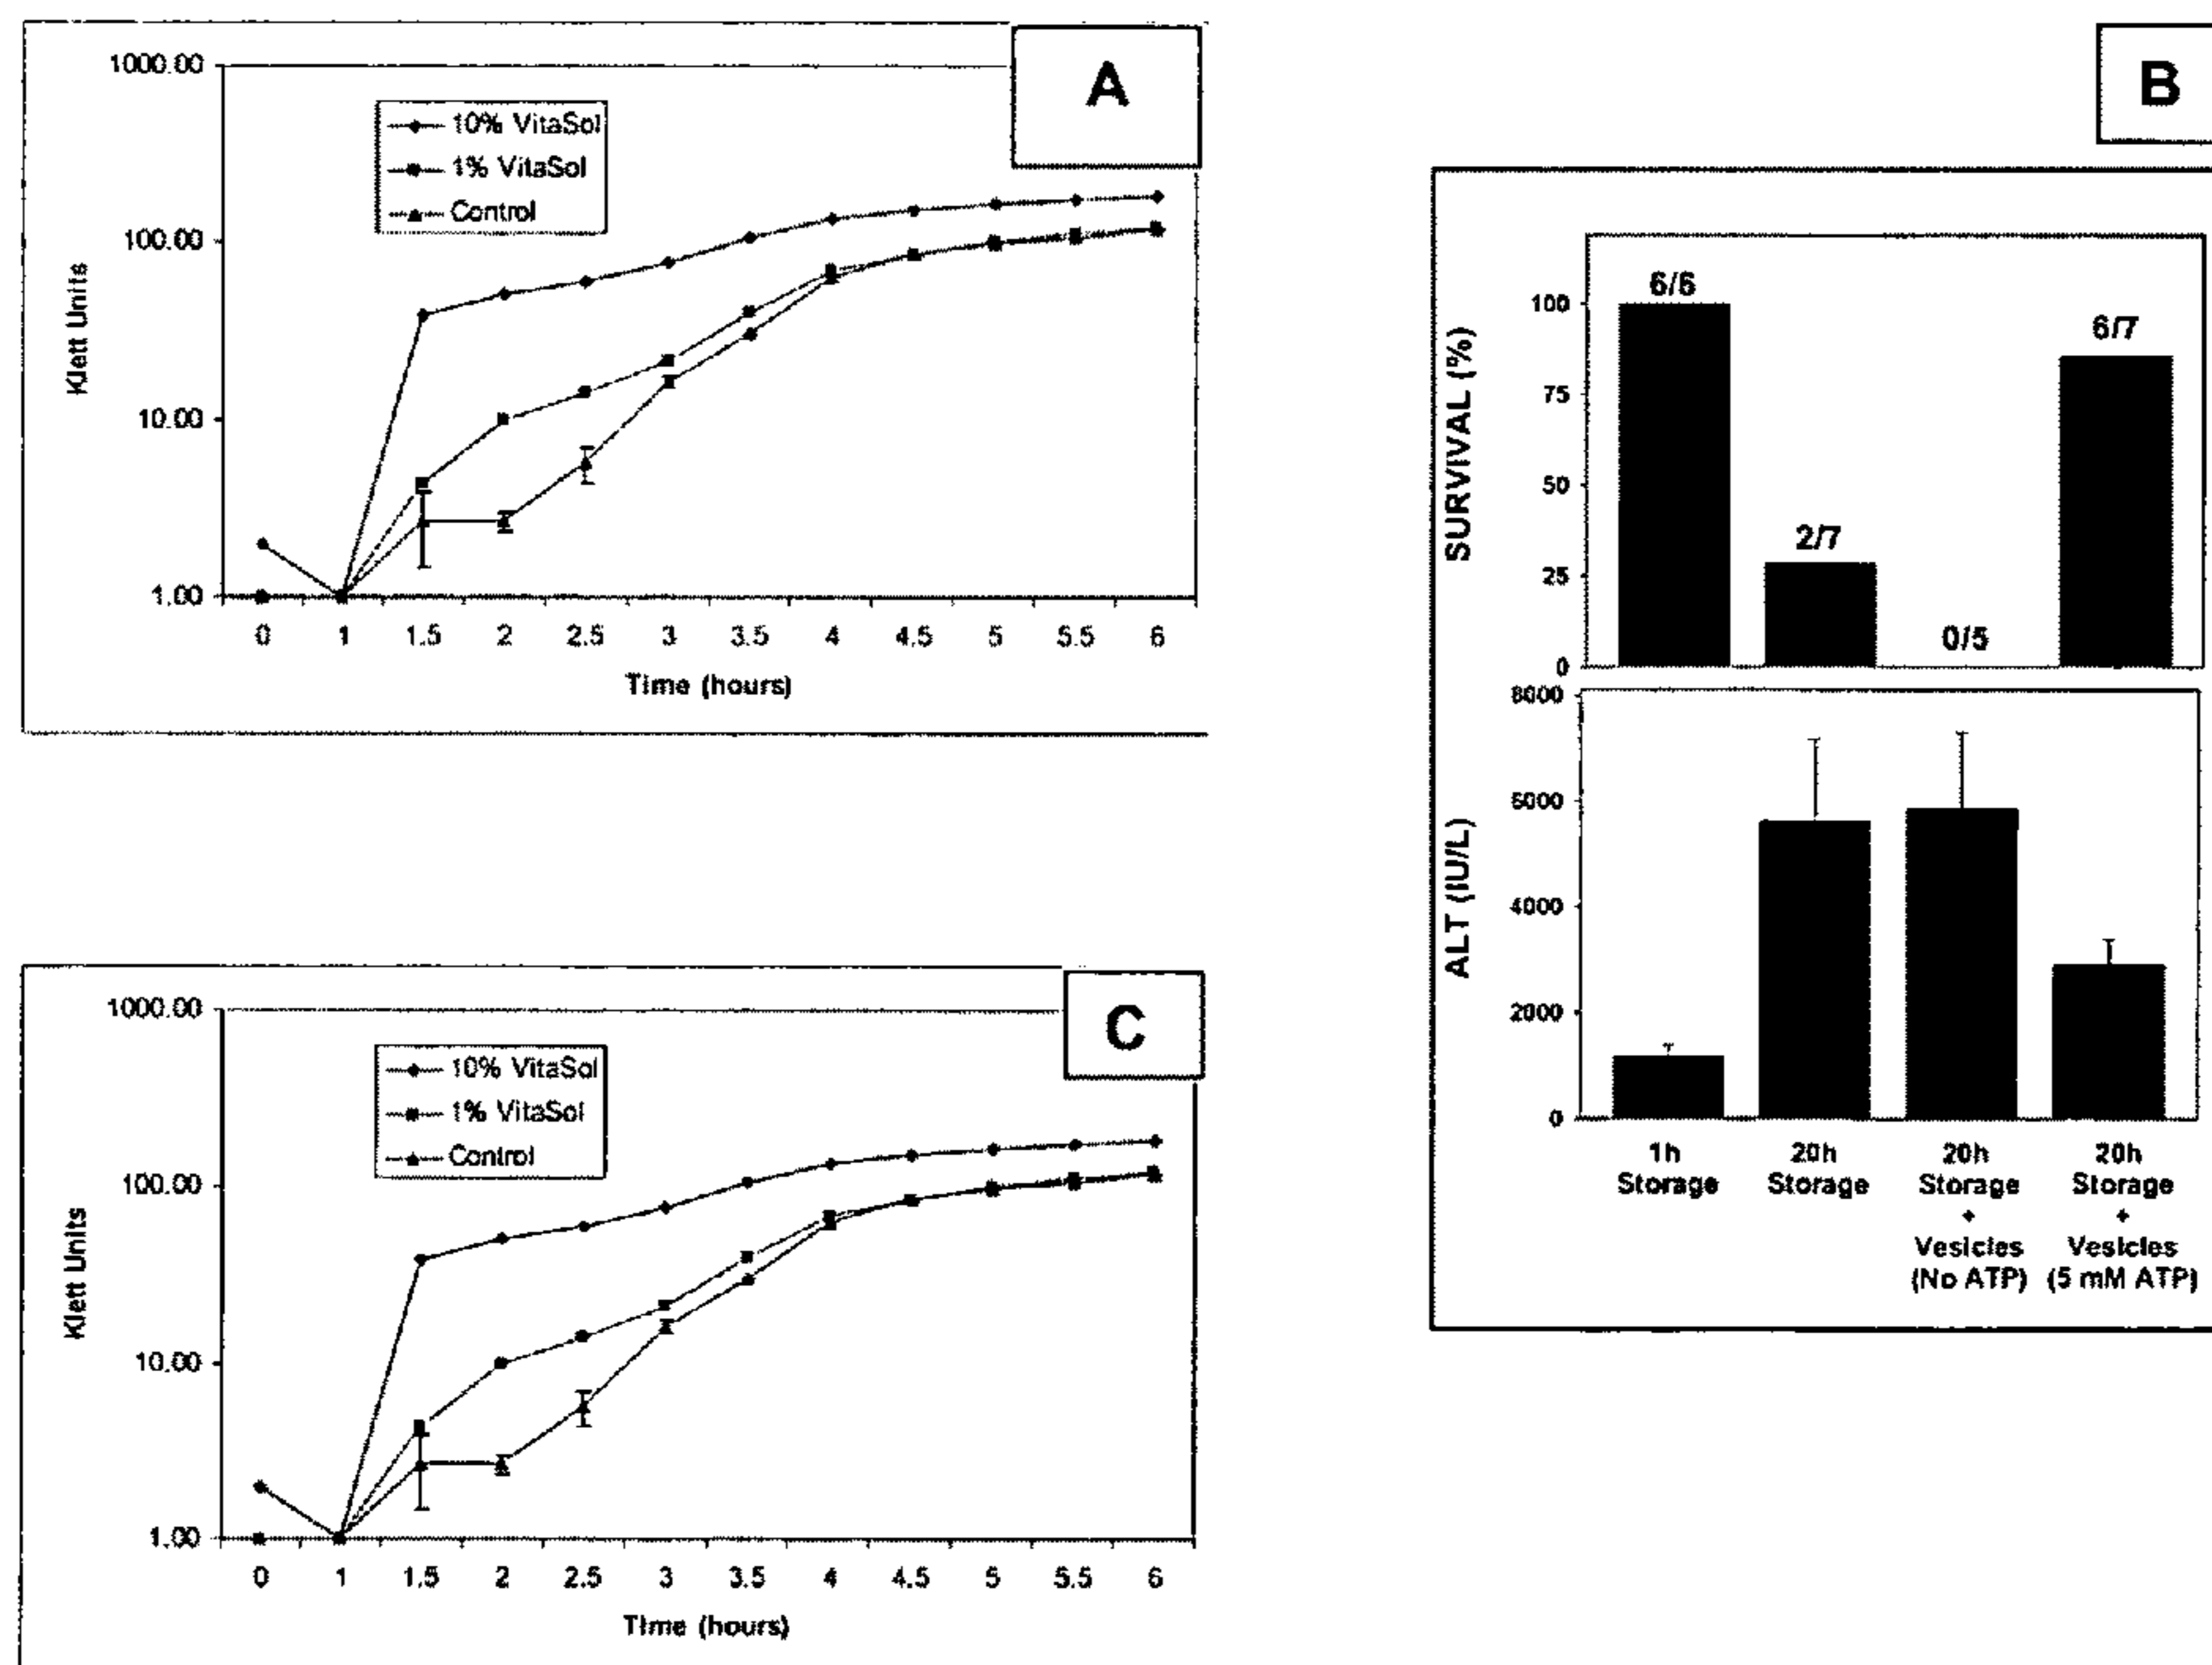 A
1000.00
100.00
10.00
1.00
Klett Units
10% VitaSol
1% VitaSol
Control
0 1 1.5 2 2.5 3 3.5 4 4.5 5 5.5 6
Time (hours)
B
SURVIVAL (%)
100
75
50
25
0
6/6
2/7
0/5
6/7
ALT (IU/L)
8000
6000
4000
2000
0
1h
Storage
20h
Storage
20h
Storage
+
Vesicles
(No ATP)
20h
Storage
+
Vesicles
(5 mM ATP)
C
1000.00
100.00
10.00
1.00
Klett Units
10% VitaSol
1% VitaSol
Control
0 1 1.5 2 2.5 3 3.5 4 4.5 5 5.5 6
Time (hours)